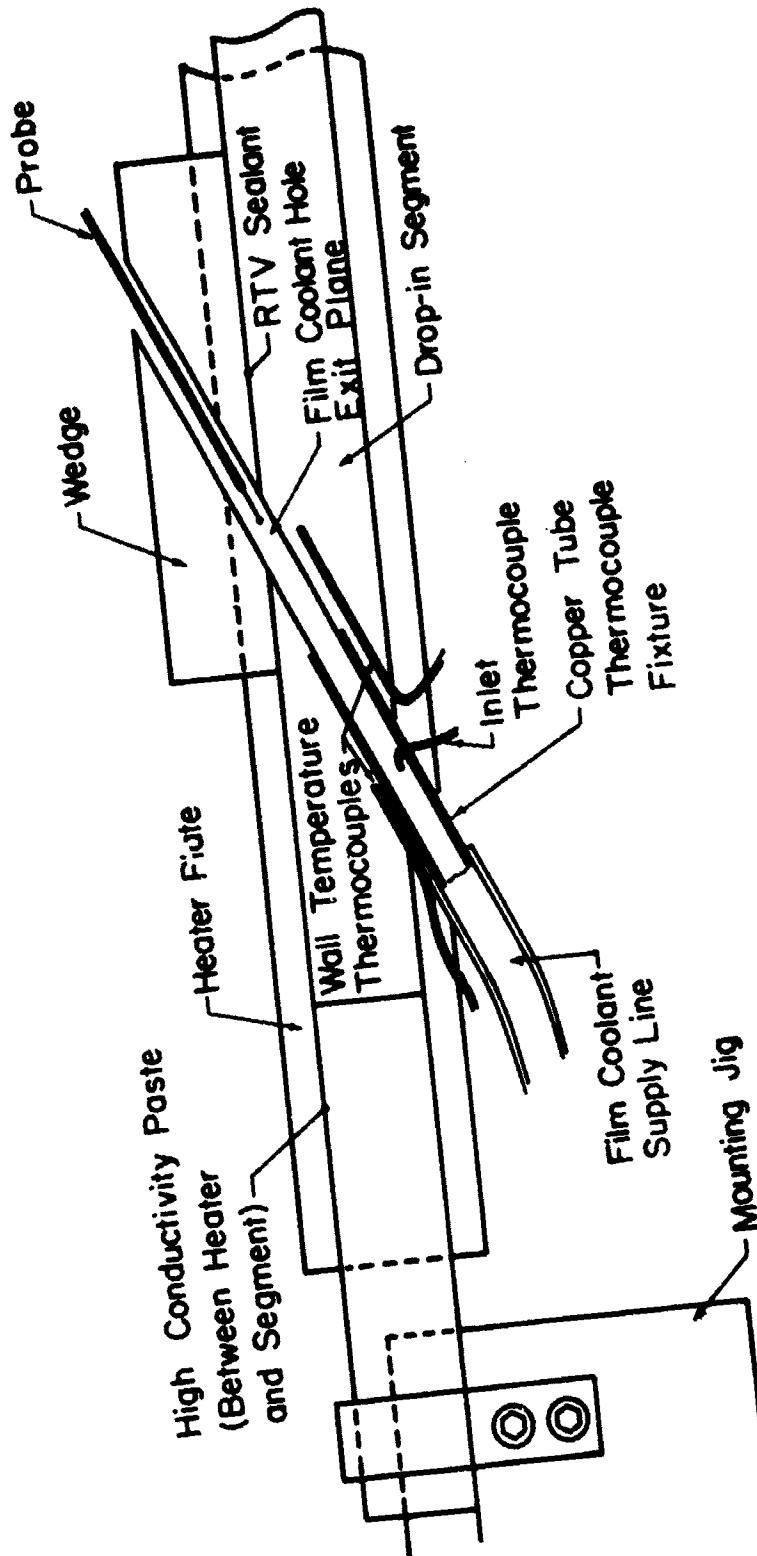 Probe
Wedge
RTV Sealant
Film Coolant Hole
Exit Plane
Drop-in Segment
Heater Flute
Wall Temperature
Thermocouples
Inlet
Thermocouple
Copper Tube
Thermocouple
Fixture
High Conductivity Paste
(Between Heater
and Segment)
Film Coolant
Supply Line
Mounting Jig